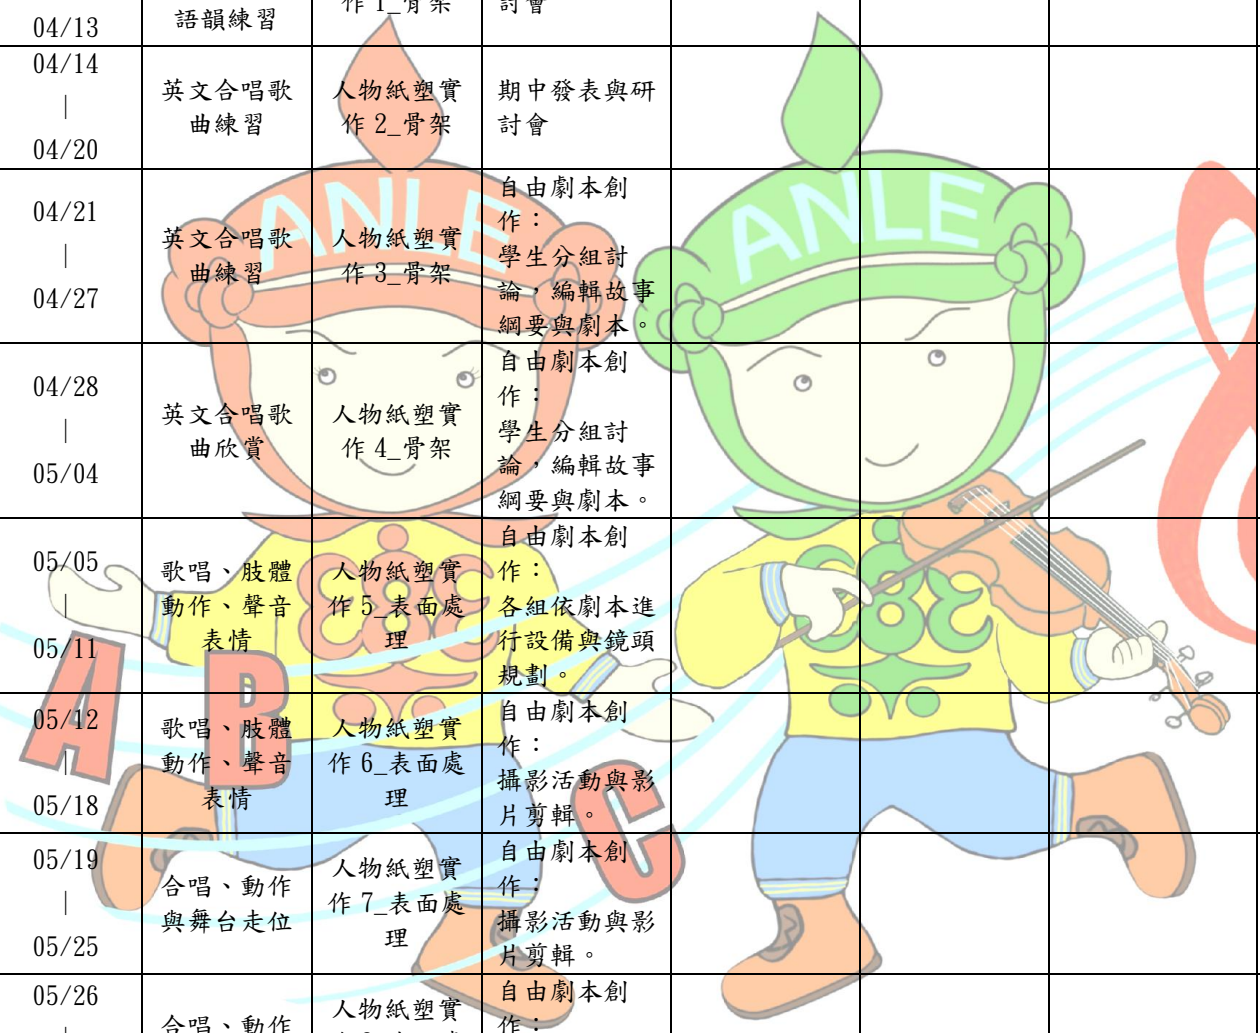 04/13
語韻練習
作 1_骨架
討會
04/14
|
04/20
英文合唱歌
曲練習
人物紙塑實
作 2_骨架
期中發表與研
討會
04/21
|
04/27
英文合唱歌
曲練習
人物紙塑實
作 3_骨架
自由劇本創
作：
學生分組討
論，編輯故事
綱要與劇本。
04/28
|
05/04
英文合唱歌
曲欣賞
人物紙塑實
作 4_骨架
自由劇本創
作：
學生分組討
論，編輯故事
綱要與劇本。
05/05
|
05/11
歌唱、肢體
動作、聲音
表情
人物紙塑實
作 5_表面處
理
自由劇本創
作：
各組依劇本進
行設備與鏡頭
規劃。
05/12
|
05/18
歌唱、肢體
動作、聲音
表情
人物紙塑實
作 6_表面處
理
自由劇本創
作：
攝影活動與影
片剪輯。
05/19
|
05/25
合唱、動作
與舞台走位
人物紙塑實
作 7_表面處
理
自由劇本創
作：
攝影活動與影
片剪輯。
05/26
合唱、動作
人物紙塑實
自由劇本創
作：
ANLE
ANLE
A B C